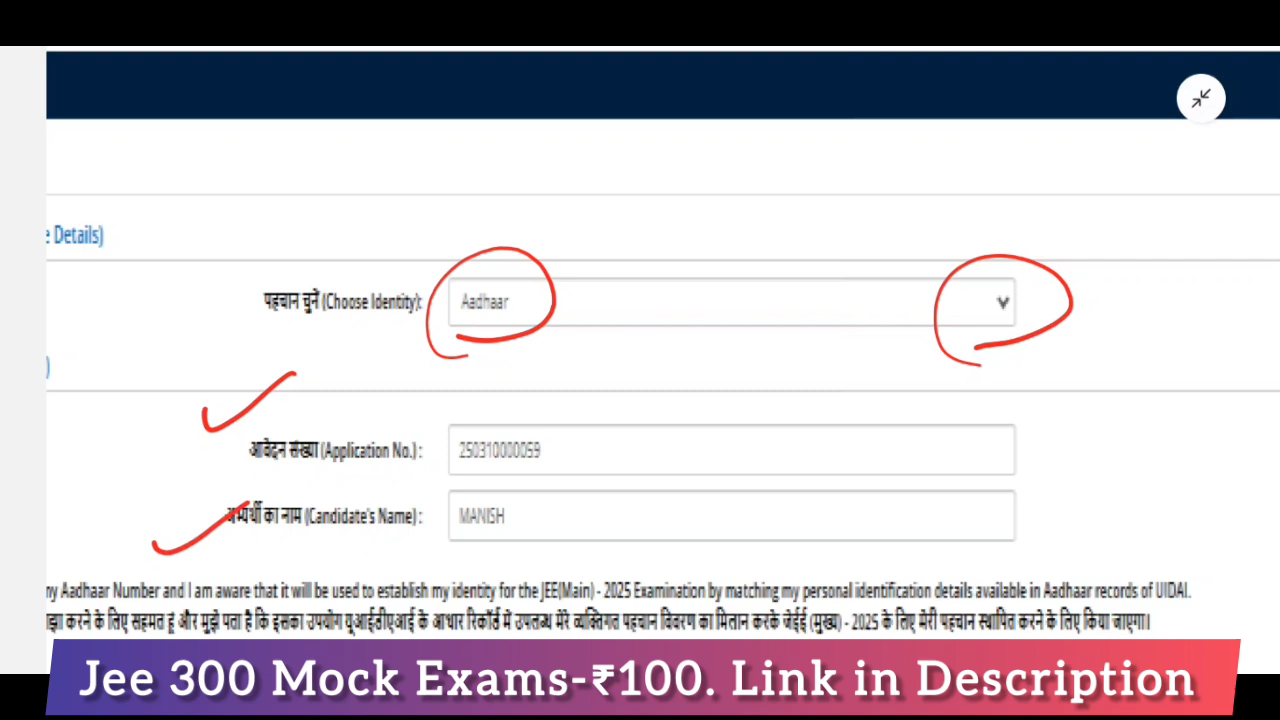 e Details)
पहचान चुनें (Choose Identity): Aadhaar
)
आवेदन संख्या (Application No.) : 250310000059
अभ्यर्थी का नाम (Candidate's Name) : MANISH
ny Aadhaar Number and I am aware that it will be used to establish my identity for the JEE(Main) - 2025 Examination by matching my personal identification details available in Aadhaar records of UIDAI.
झा करने के लिए सहमत हूं और मुझे पता है कि इसका उपयोग यूआईडीएआई के आधार रिकॉर्ड में उपलब्ध मेरे व्यक्तिगत पहचान विवरण का मिलान करके जेईई (मुख्य) - 2025 के लिए मेरी पहचान स्थापित करने के लिए किया जाएगा।
Jee 300 Mock Exams-₹100. Link in Description